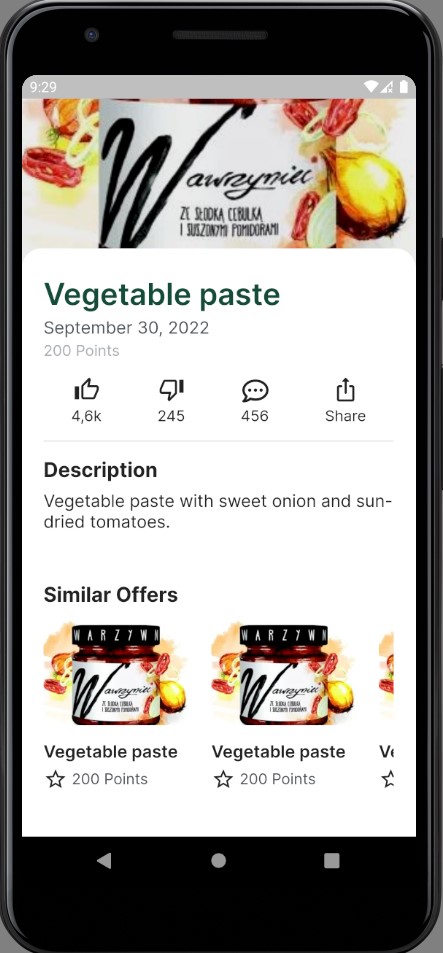 9:29
Wawrzyniec
ZE SŁODKĄ CEBULKĄ
I SUSZONYMI POMIDORAMI
Vegetable paste
September 30, 2022
200 Points
4,6k 245 456 Share
Description
Vegetable paste with sweet onion and sun-
dried tomatoes.
Similar Offers
WARZYWN WARZYWN
Wawrzyniec Wawrzyniec
ZE SŁODKĄ CEBULKĄ ZE SŁODKĄ CEBULKĄ
I SUSZONYMI POMIDORAMI I SUSZONYMI POMIDORAMI
Vegetable paste Vegetable paste Ve
200 Points 200 Points